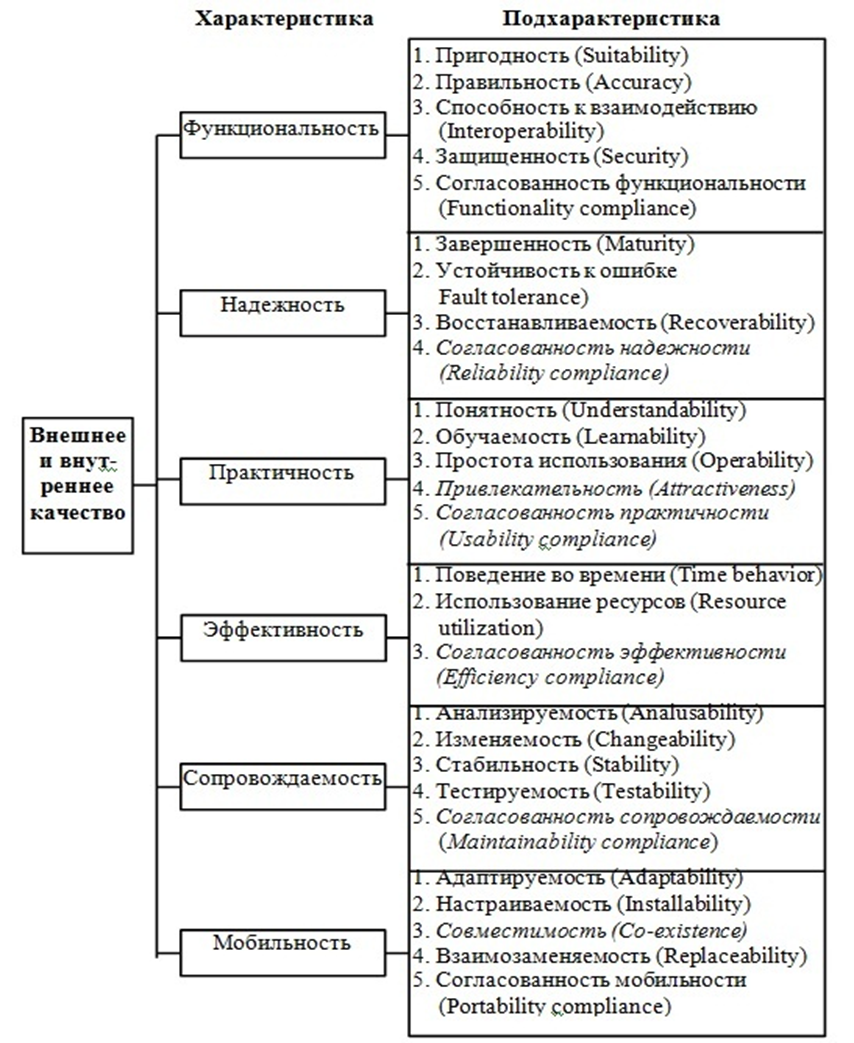 Характеристика
Подхарактеристика
Внешнее
и внут-
реннее
качество
Функциональность
1. Пригодность (Suitability)
2. Правильность (Accuracy)
3. Способность к взаимодействию
(Interoperability)
4. Защищенность (Security)
5. Согласованность функциональности
(Functionality compliance)
Надежность
1. Завершенность (Maturity)
2. Устойчивость к ошибке
Fault tolerance)
3. Восстанавливаемость (Recoverability)
4. Согласованность надежности
(Reliability compliance)
Практичность
1. Понятность (Understandability)
2. Обучаемость (Learnability)
3. Простота использования (Operability)
4. Привлекательность (Attractiveness)
5. Согласованность практичности
(Usability compliance)
Эффективность
1. Поведение во времени (Time behavior)
2. Использование ресурсов (Resource
utilization)
3. Согласованность эффективности
(Efficiency compliance)
Сопровождаемость
1. Анализируемость (Analusability)
2. Изменяемость (Changeability)
3. Стабильность (Stability)
4. Тестируемость (Testability)
5. Согласованность сопровождаемости
(Maintainability compliance)
Мобильность
1. Адаптируемость (Adaptability)
2. Настраиваемость (Installability)
3. Совместимость (Co-existence)
4. Взаимозаменяемость (Replaceability)
5. Согласованность мобильности
(Portability compliance)